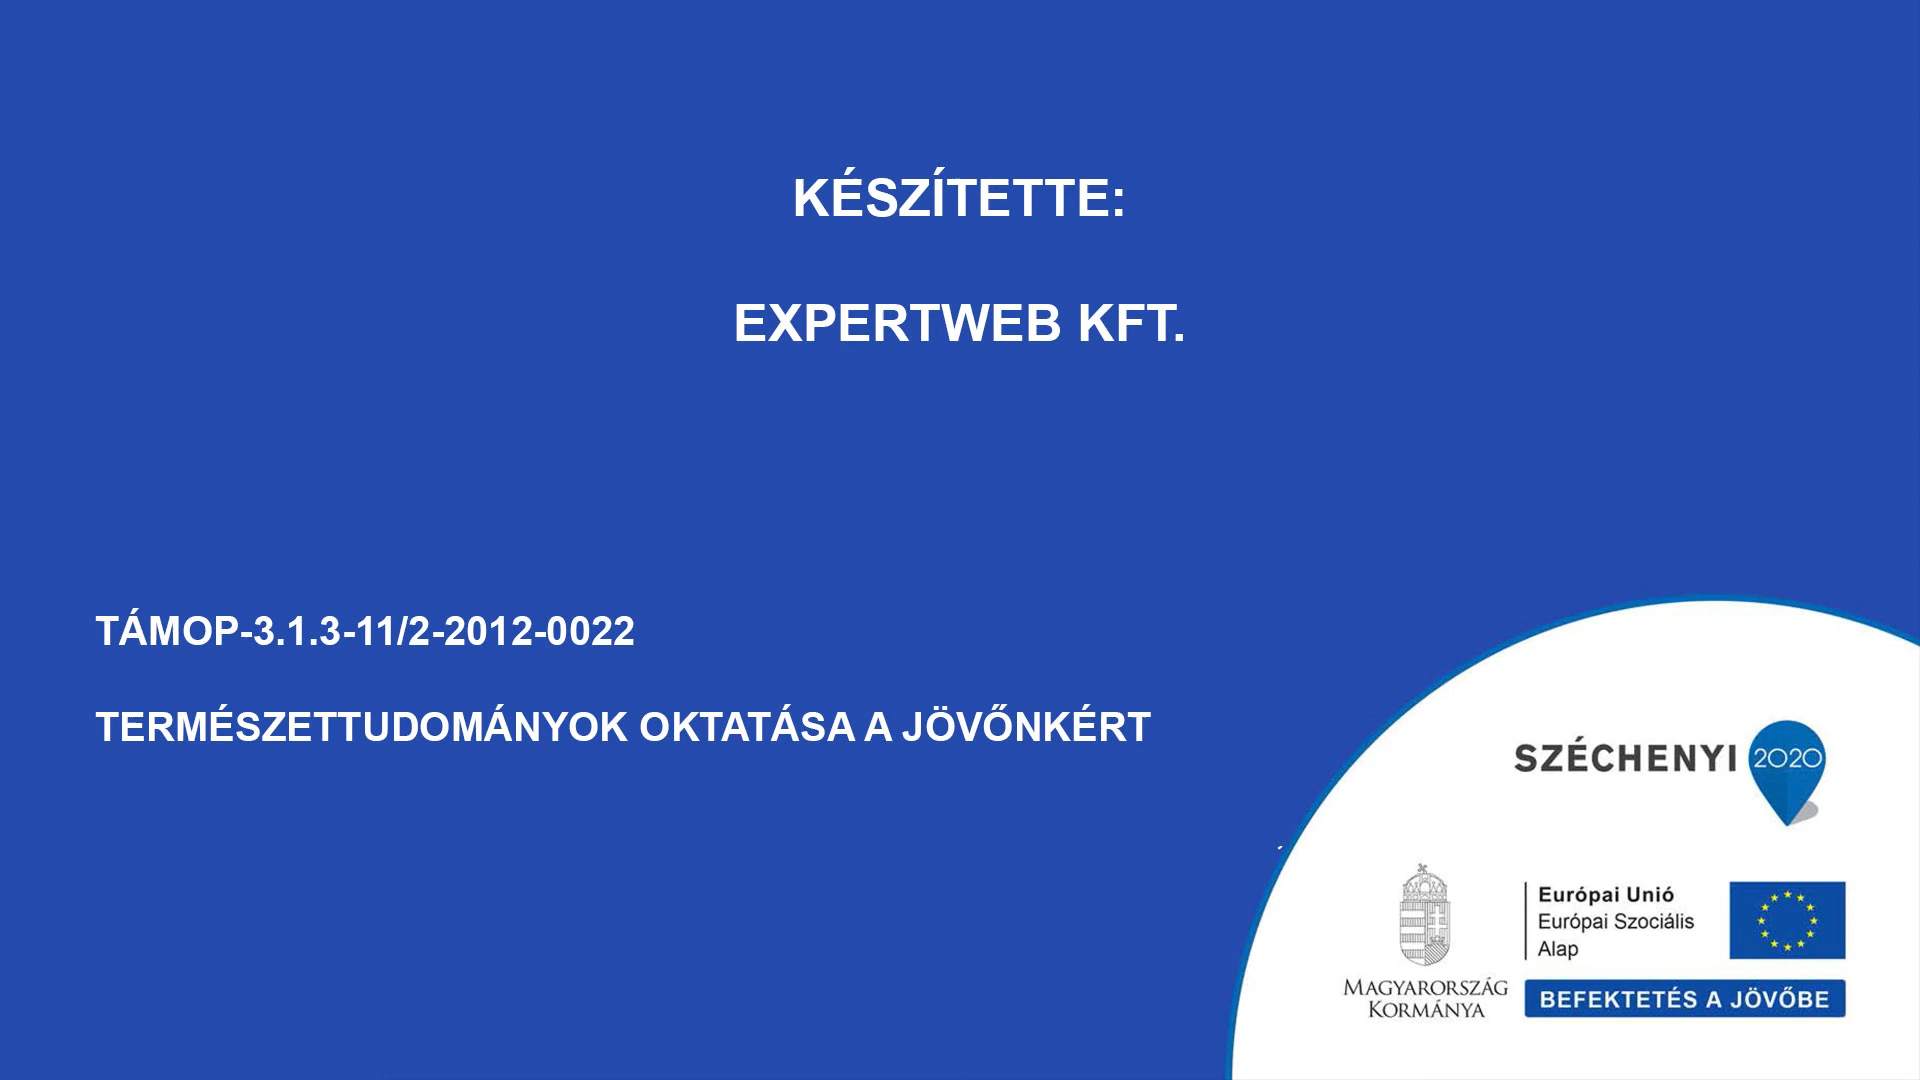 KÉSZÍTETTE:
EXPERTWEB KFT.
TÁMOP-3.1.3-11/2-2012-0022
TERMÉSZETTUDOMÁNYOK OKTATÁSA A JÖVŐNKÉRT
SZÉCHENYI 2020
MAGYARORSZÁG
KORMÁNYA
Európai Unió
Európai Szociális
Alap
BEFEKTETÉS A JÖVŐBE